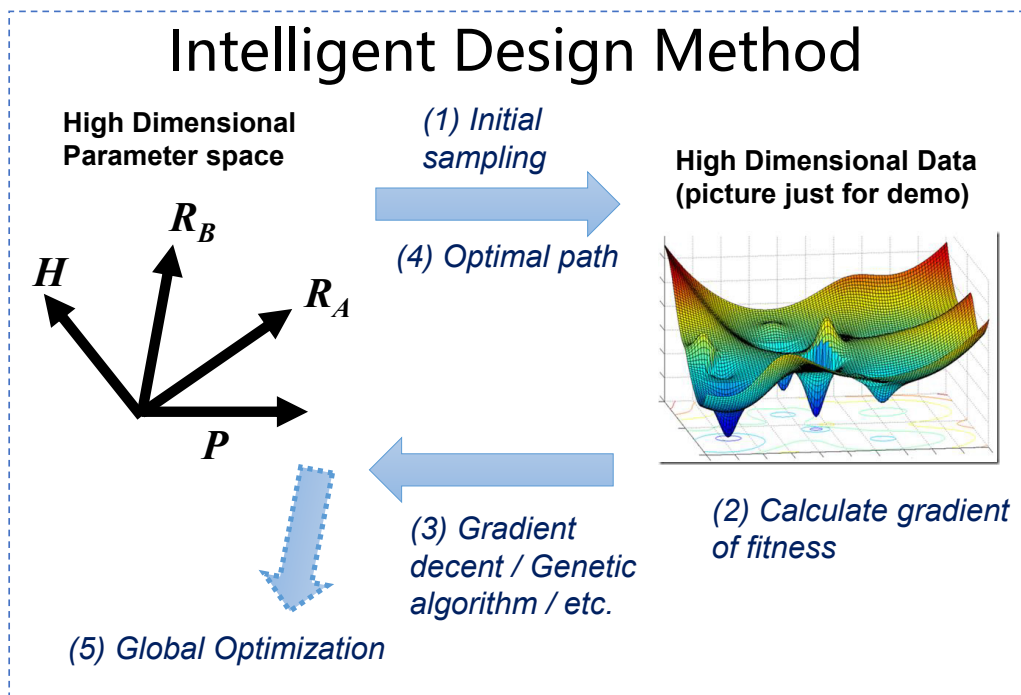 Intelligent Design Method
High Dimensional
Parameter space
(1) Initial
sampling
High Dimensional Data
(picture just for demo)
(4) Optimal path
H
R_B
R_A
P
(2) Calculate gradient
of fitness
(3) Gradient
decent / Genetic
algorithm / etc.
(5) Global Optimization